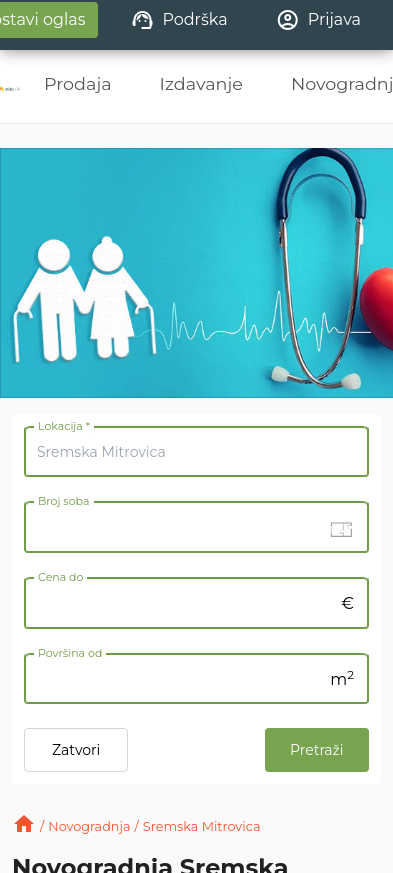 ostavi oglas
Podrška
Prijava
Prodaja
Izdavanje
Novogradnj
Lokacija *
Sremska Mitrovica
Broj soba
Cena do
€
Površina od
m²
Zatvori
Pretraži
/ Novogradnja / Sremska Mitrovica
Novogradnja Sremska